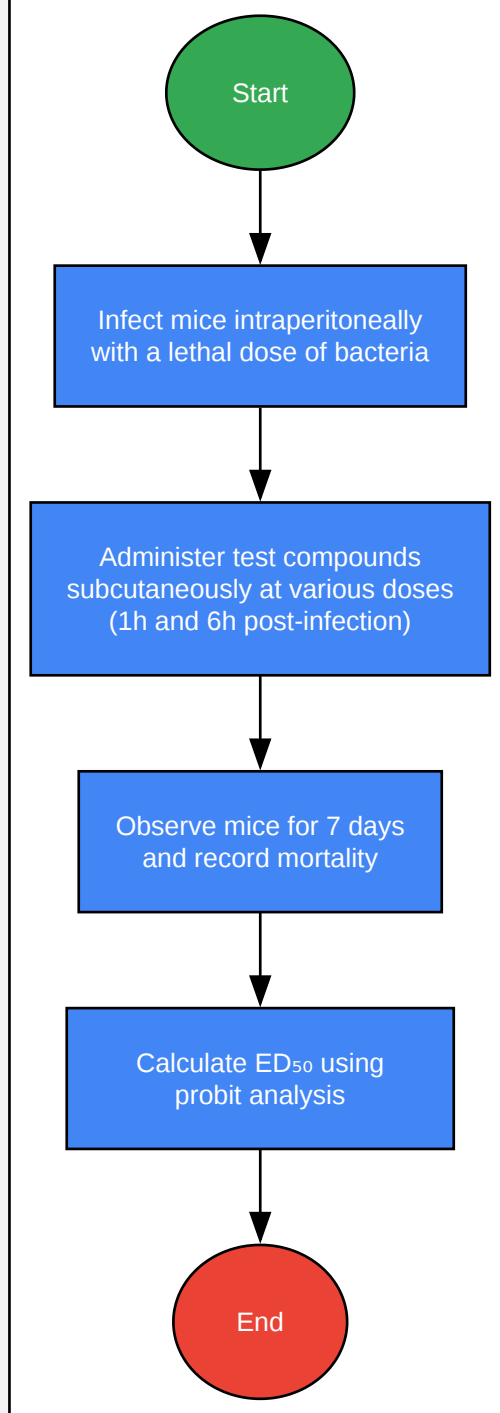 Start
Infect mice intraperitoneally
with a lethal dose of bacteria
Administer test compounds
subcutaneously at various doses
(1h and 6h post-infection)
Observe mice for 7 days
and record mortality
Calculate ED₅₀ using
probit analysis
End